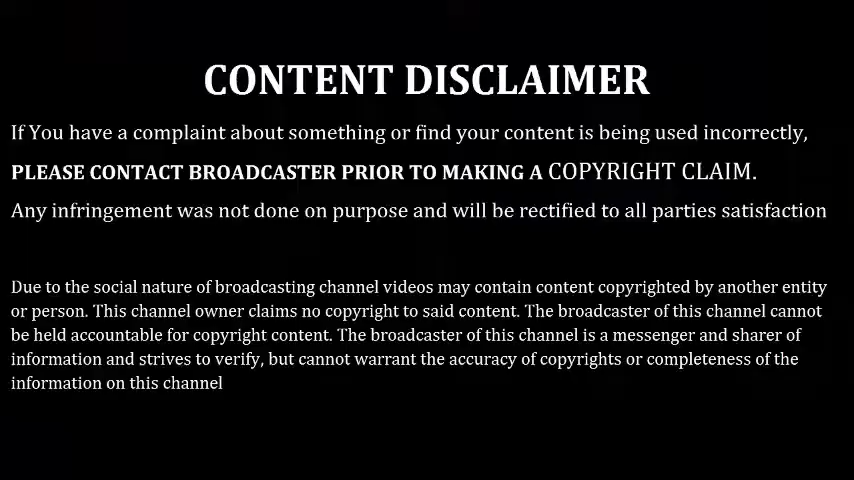 CONTENT DISCLAIMER
If You have a complaint about something or find your content is being used incorrectly,
PLEASE CONTACT BROADCASTER PRIOR TO MAKING A COPYRIGHT CLAIM.
Any infringement was not done on purpose and will be rectified to all parties satisfaction
Due to the social nature of broadcasting channel videos may contain content copyrighted by another entity
or person. This channel owner claims no copyright to said content. The broadcaster of this channel cannot
be held accountable for copyright content. The broadcaster of this channel is a messenger and sharer of
information and strives to verify, but cannot warrant the accuracy of copyrights or completeness of the
information on this channel